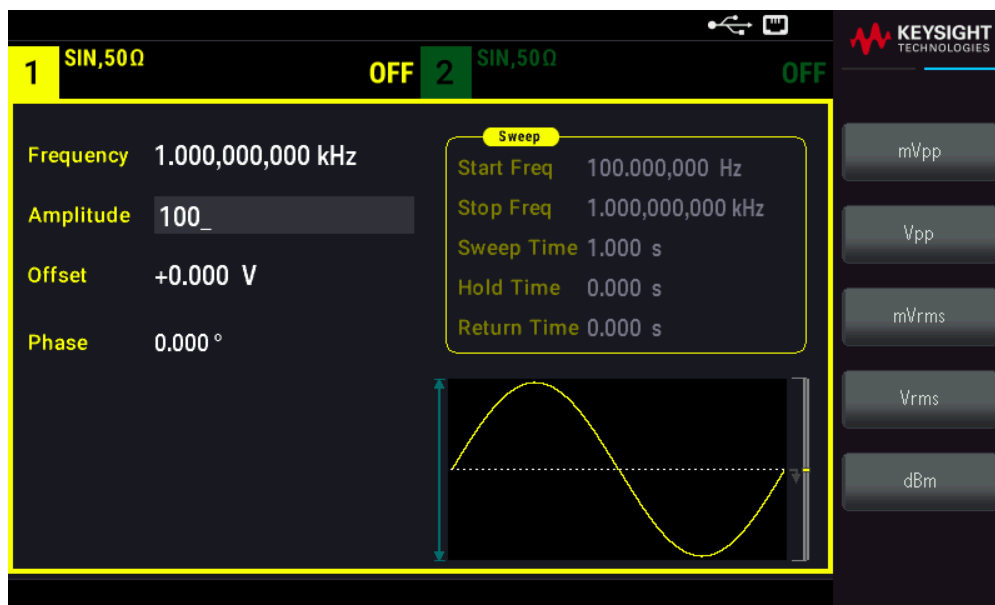 KEYSIGHT
TECHNOLOGIES
1 SIN,50Ω OFF
2 SIN,50Ω OFF
Frequency 1.000,000,000 kHz
Amplitude 100_
Offset +0.000 V
Phase 0.000 °
Sweep
Start Freq 100.000,000 Hz
Stop Freq 1.000,000,000 kHz
Sweep Time 1.000 s
Hold Time 0.000 s
Return Time 0.000 s
mVpp
Vpp
mVrms
Vrms
dBm